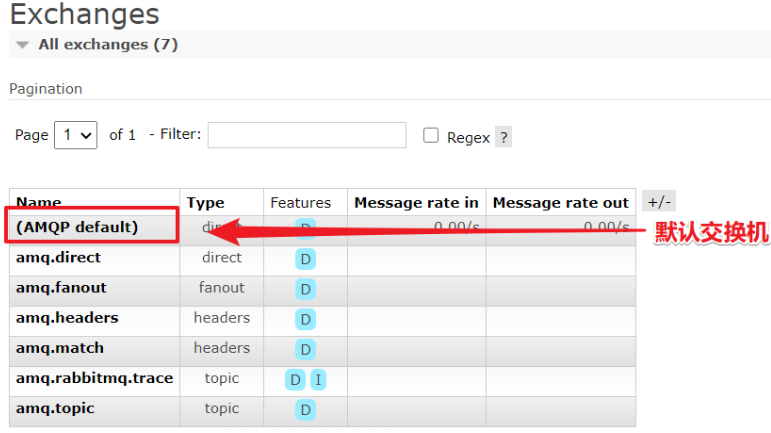 Exchanges
All exchanges (7)
Pagination
Page 1 of 1 - Filter: Regex ?
Name Type Features Message rate in Message rate out +/-
(AMQP default) direct D 0.00/s 0.00/s 默认交换机
amq.direct direct D
amq.fanout fanout D
amq.headers headers D
amq.match headers D
amq.rabbitmq.trace topic D I
amq.topic topic D